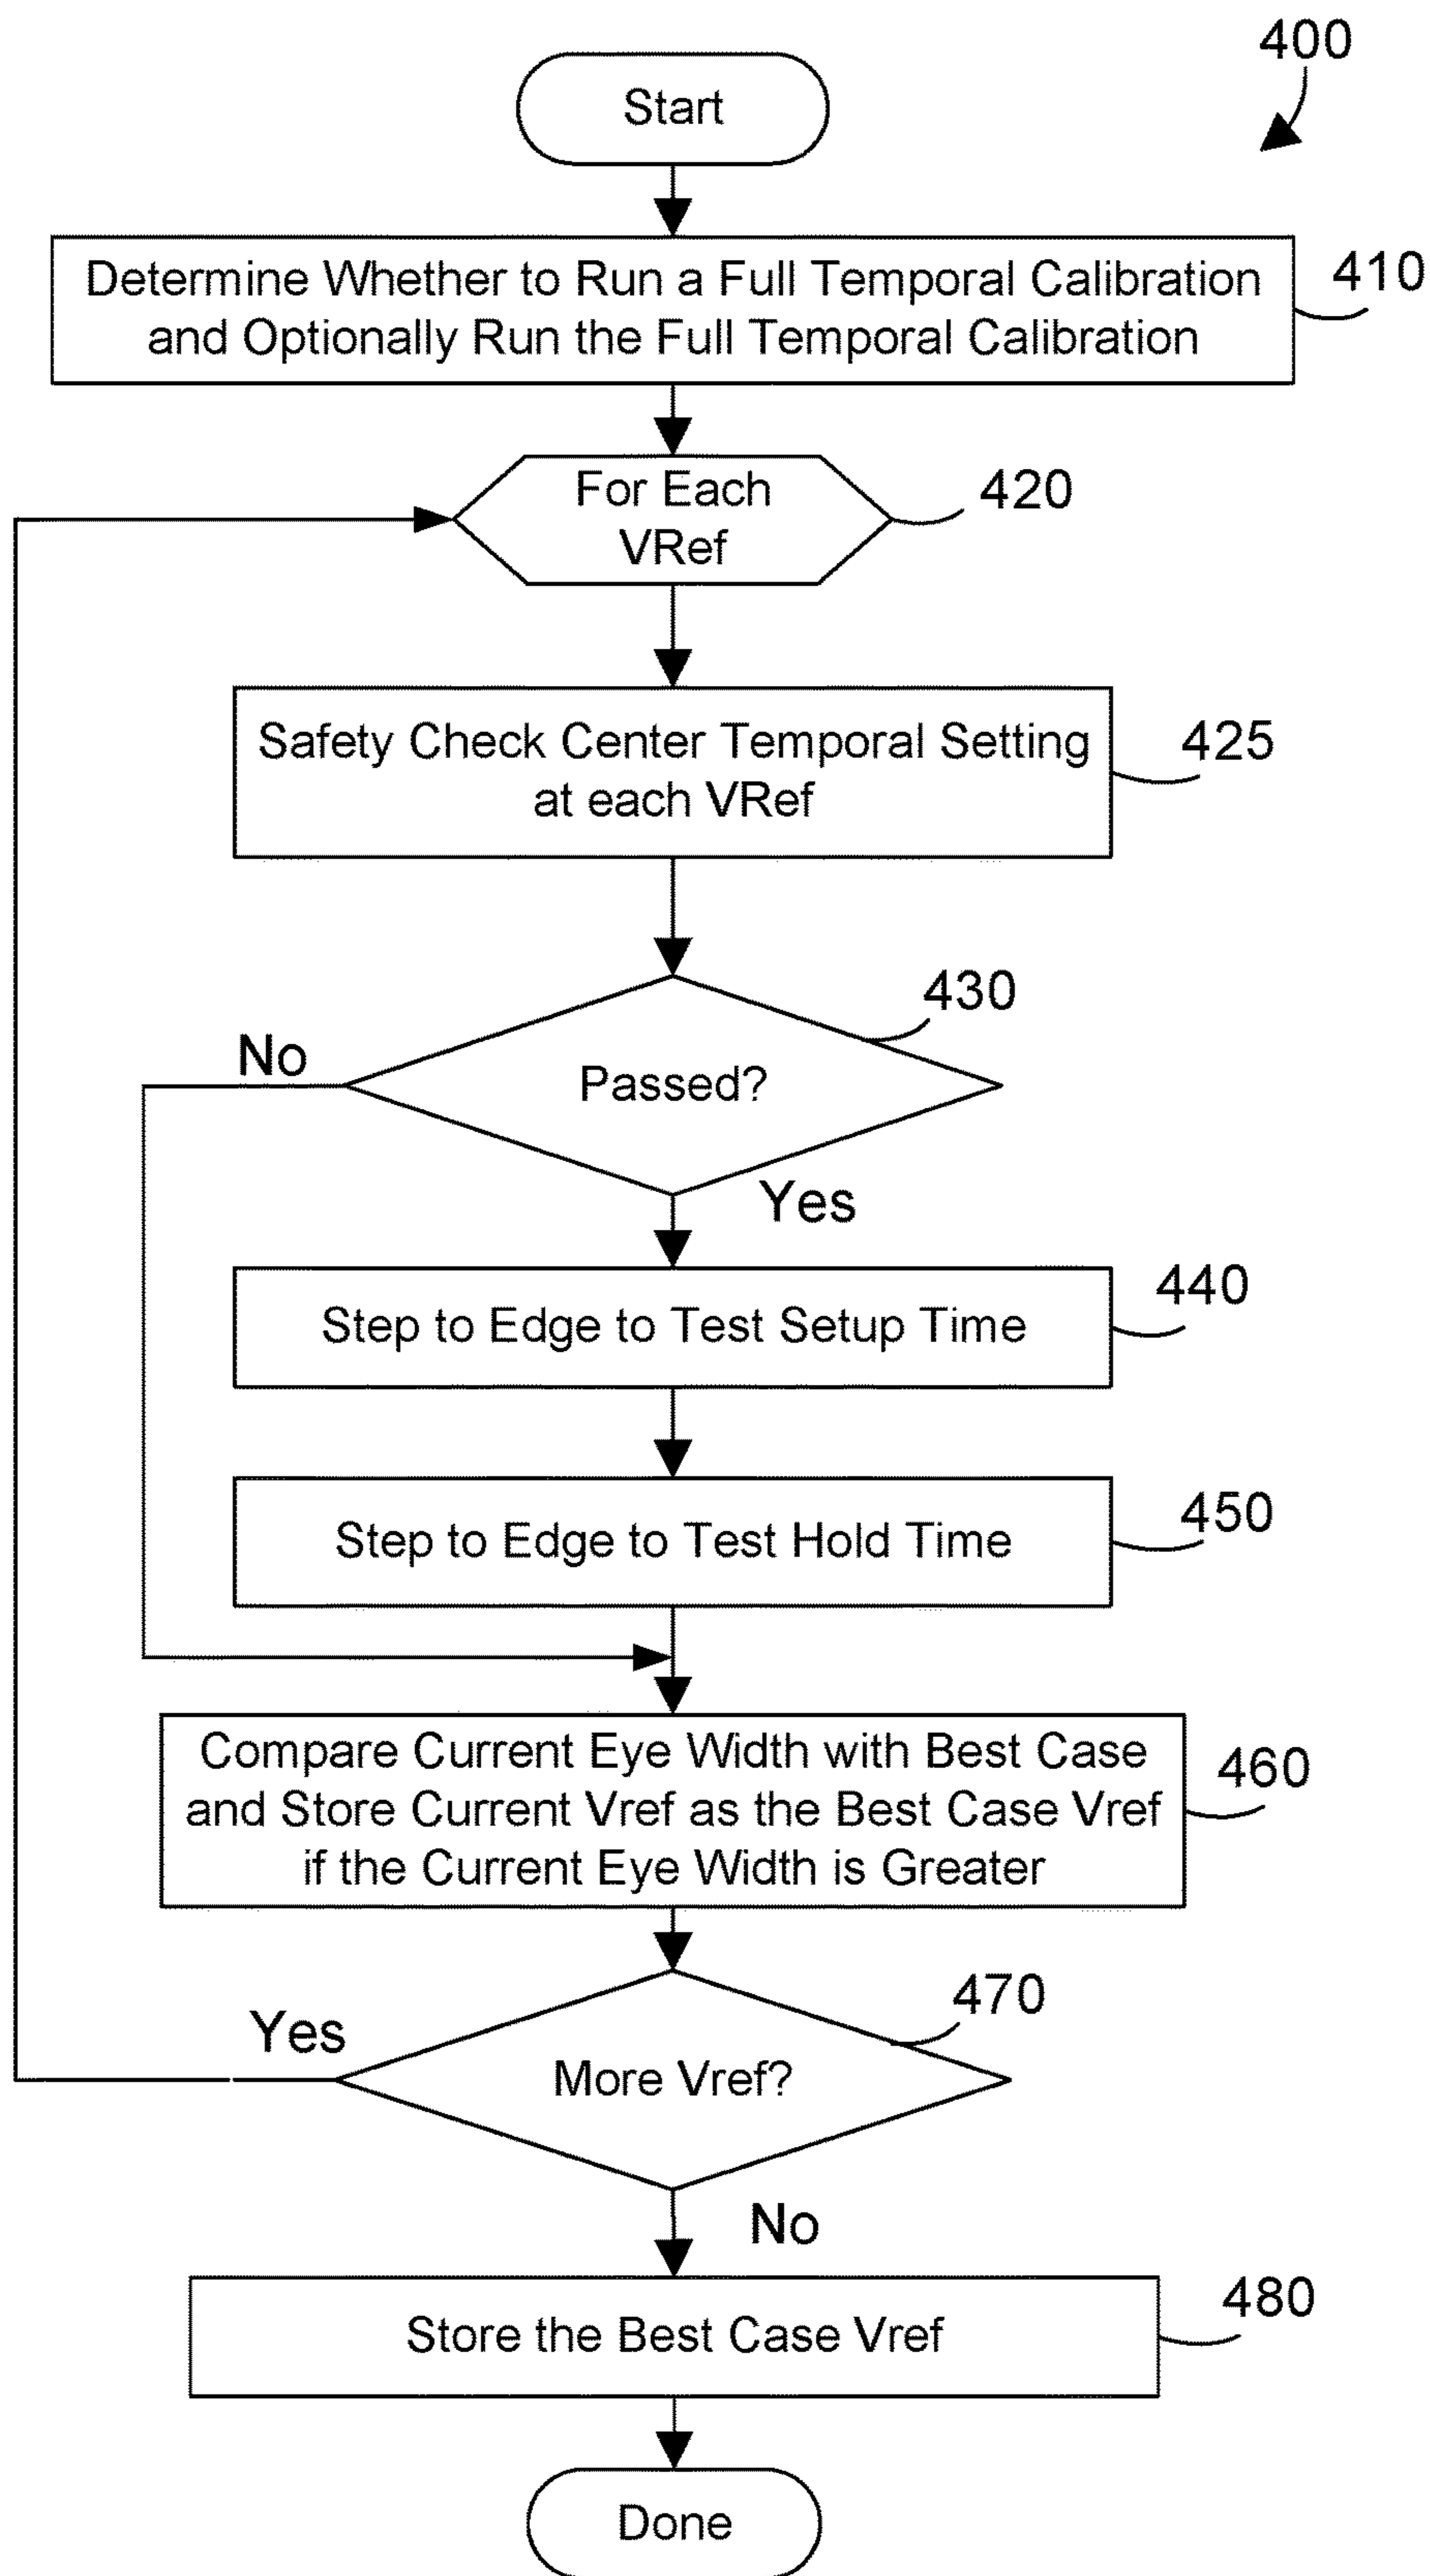 400
Start
Determine Whether to Run a Full Temporal Calibration
and Optionally Run the Full Temporal Calibration
410
For Each
VRef
420
Safety Check Center Temporal Setting
at each VRef
425
430
No
Passed?
Yes
Step to Edge to Test Setup Time
440
Step to Edge to Test Hold Time
450
Compare Current Eye Width with Best Case
and Store Current Vref as the Best Case Vref
if the Current Eye Width is Greater
460
470
Yes
More Vref?
No
Store the Best Case Vref
480
Done